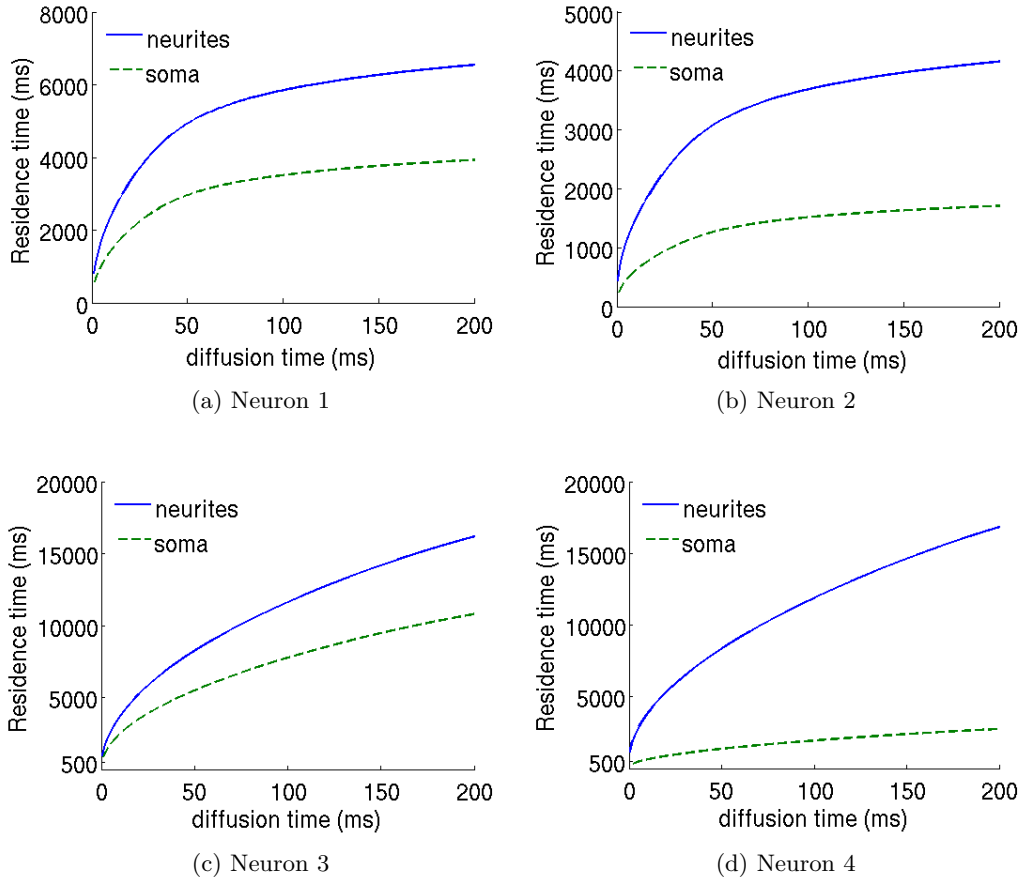 8000
6000
4000
2000
0
Residence time (ms)
neurites
soma
0 50 100 150 200
diffusion time (ms)
(a) Neuron 1
5000
4000
3000
2000
1000
0
Residence time (ms)
neurites
soma
0 50 100 150 200
diffusion time (ms)
(b) Neuron 2
20000
15000
10000
5000
500
Residence time (ms)
neurites
soma
0 50 100 150 200
diffusion time (ms)
(c) Neuron 3
20000
15000
10000
5000
500
Residence time (ms)
neurites
soma
0 50 100 150 200
diffusion time (ms)
(d) Neuron 4